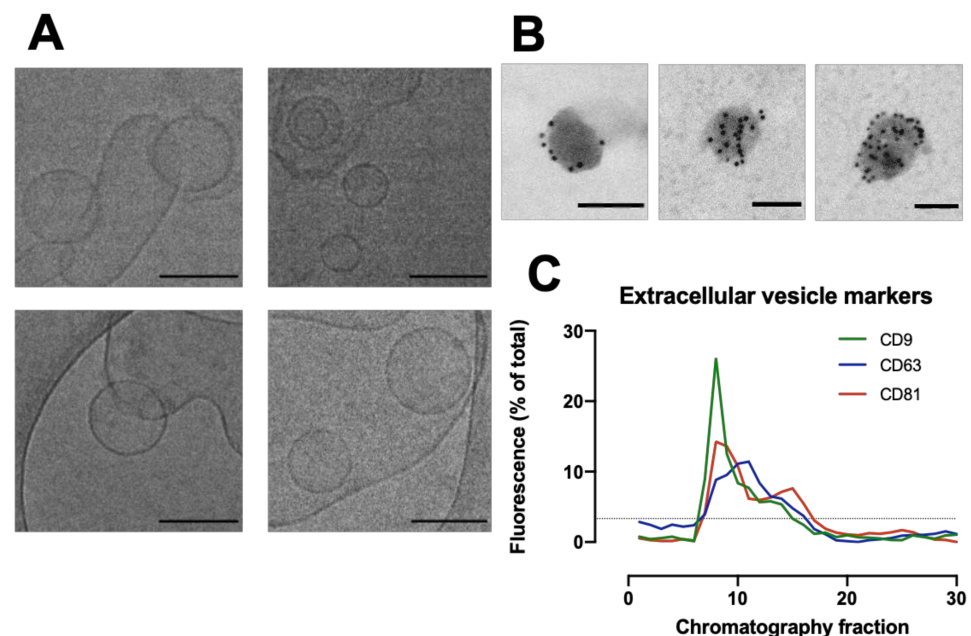 A
B
C
Extracellular vesicle markers
Fluorescence (% of total)
30
20
10
0
CD9
CD63
CD81
0 10 20 30
Chromatography fraction